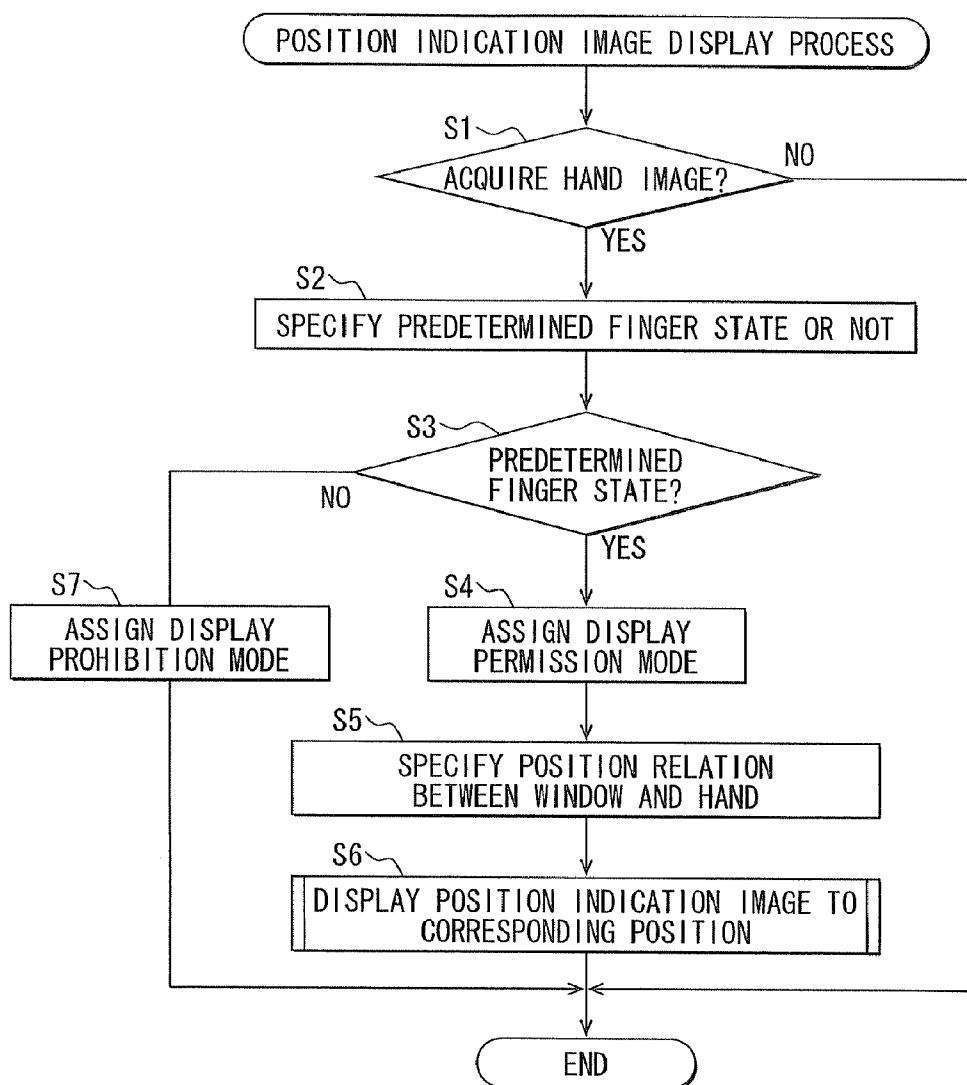 POSITION INDICATION IMAGE DISPLAY PROCESS
S1
ACQUIRE HAND IMAGE?
NO
YES
S2
SPECIFY PREDETERMINED FINGER STATE OR NOT
S3
PREDETERMINED
FINGER STATE?
NO
YES
S7
ASSIGN DISPLAY
PROHIBITION MODE
S4
ASSIGN DISPLAY
PERMISSION MODE
S5
SPECIFY POSITION RELATION
BETWEEN WINDOW AND HAND
S6
DISPLAY POSITION INDICATION IMAGE TO
CORRESPONDING POSITION
END